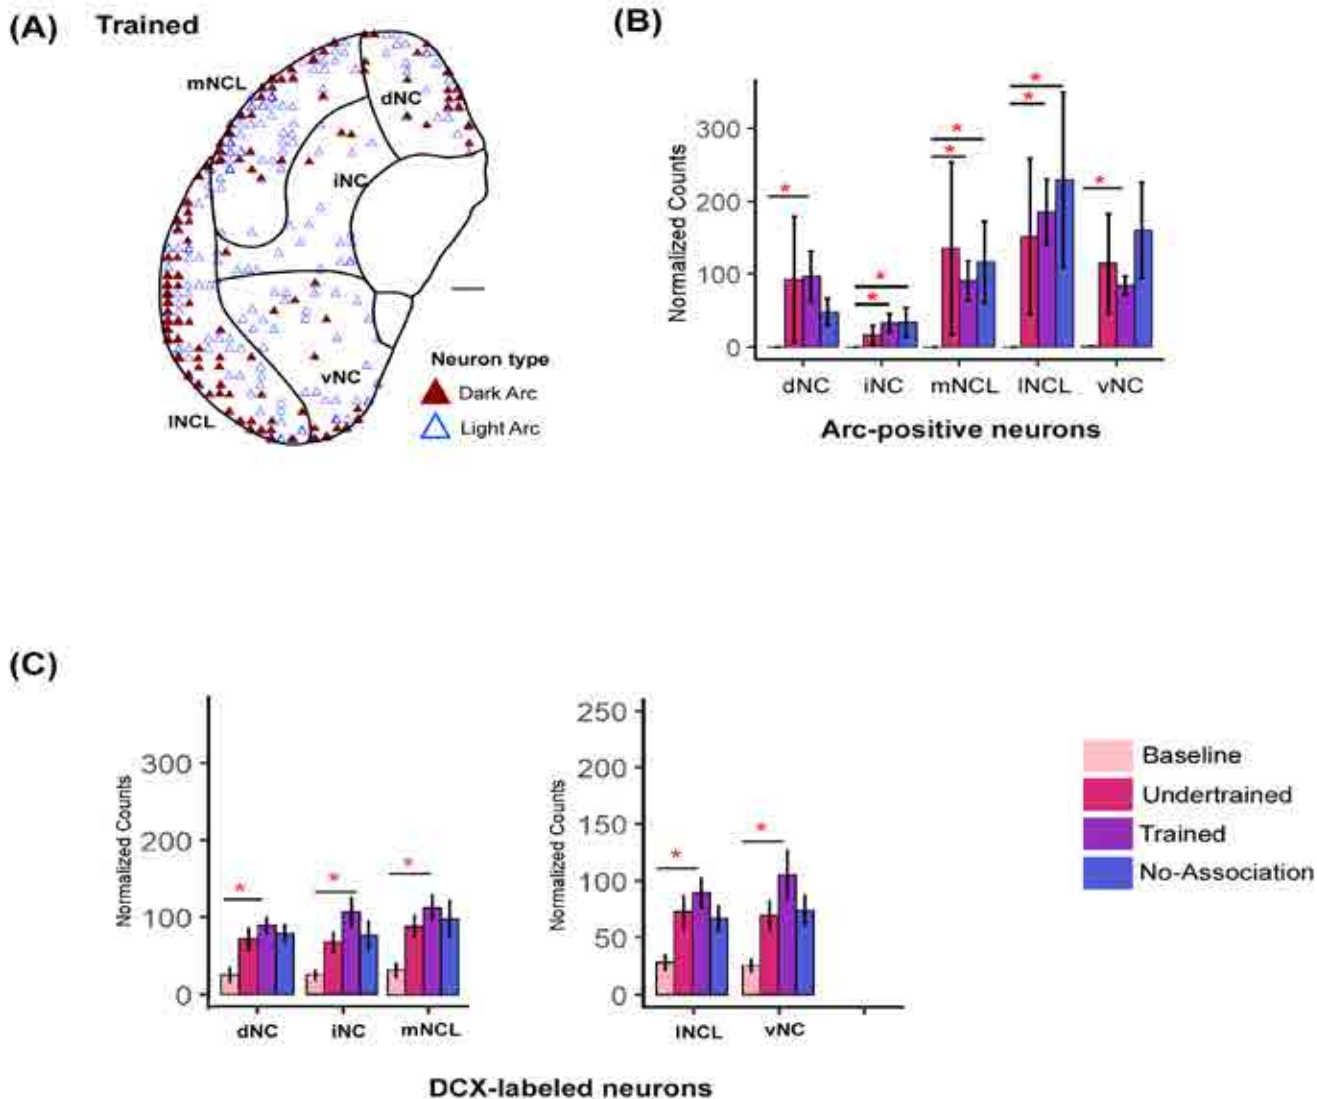 (A) Trained
mNCL
dNC
iNC
vNC
lNCL
Neuron type
Dark Arc
Light Arc
(B)
Normalized Counts
300
200
100
0
* * * * * * * *
dNC iNC mNCL lNCL vNC
Arc-positive neurons
(C)
Normalized Counts
300
200
100
0
* * *
dNC iNC mNCL
Normalized Counts
250
200
150
100
50
0
* *
lNCL vNC
DCX-labeled neurons
Baseline
Undertrained
Trained
No-Association